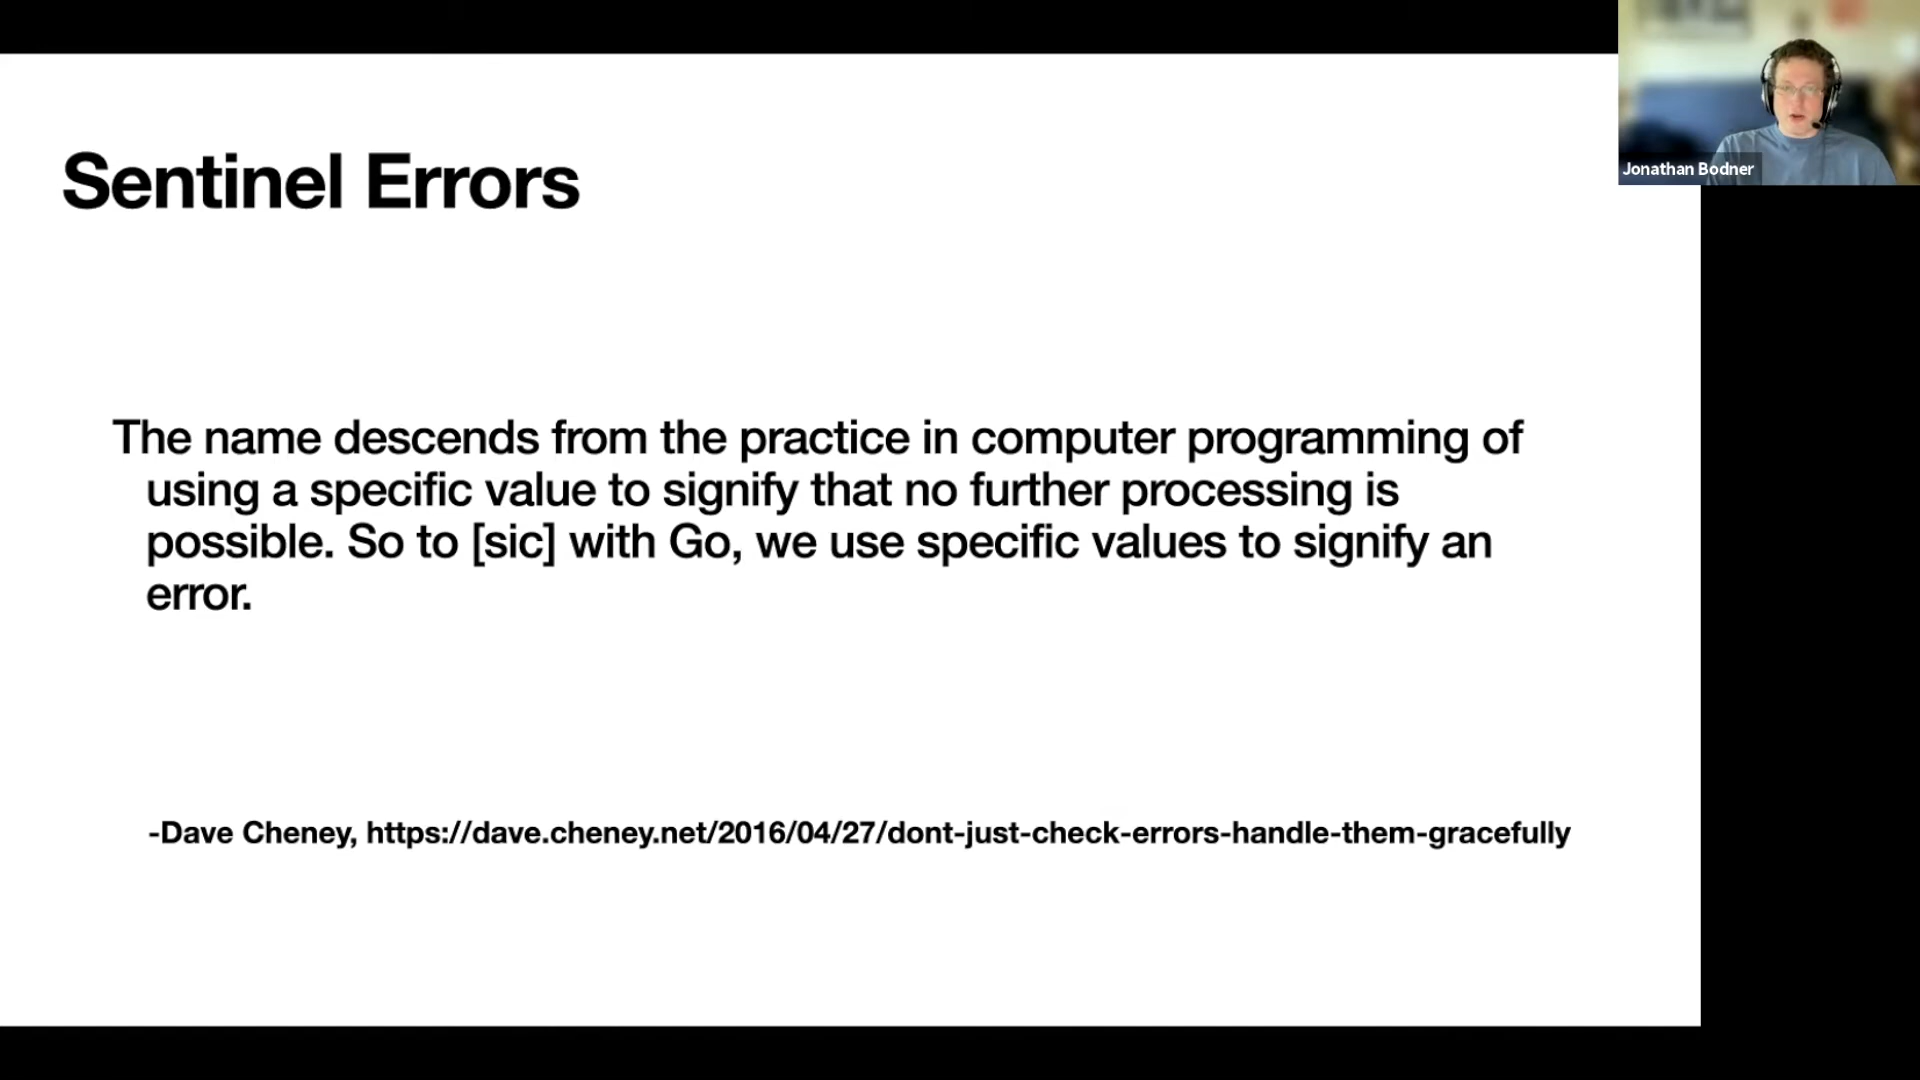 Jonathan Bodner
Sentinel Errors
The name descends from the practice in computer programming of
using a specific value to signify that no further processing is
possible. So to [sic] with Go, we use specific values to signify an
error.
-Dave Cheney, https://dave.cheney.net/2016/04/27/dont-just-check-errors-handle-them-gracefully